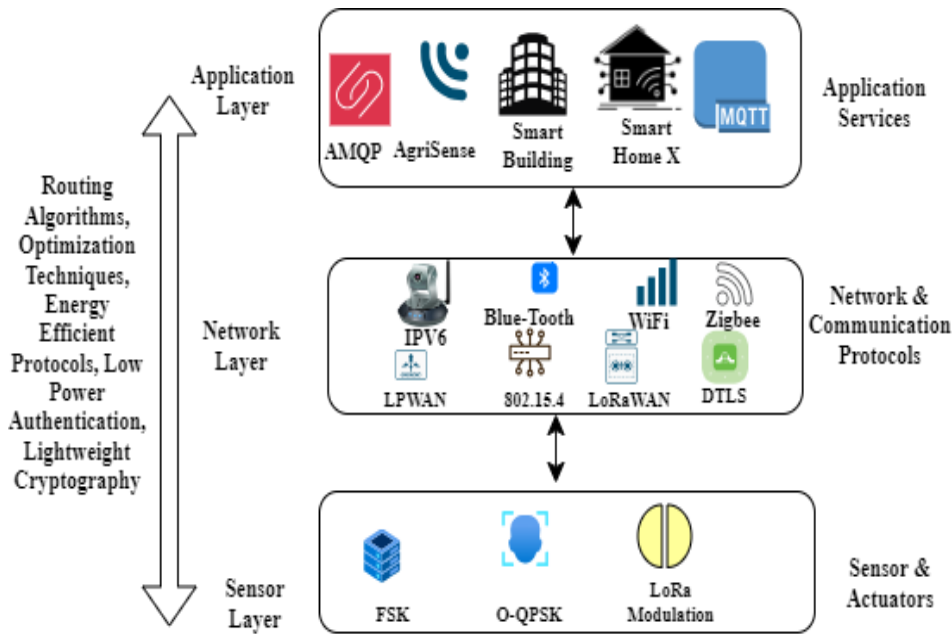 Application
Layer
AMQP
AgriSense
Smart
Building
Smart
Home X
MQTT
Application
Services
Routing
Algorithms,
Optimization
Techniques,
Energy
Efficient
Protocols, Low
Power
Authentication,
Lightweight
Cryptography
Network
Layer
IPV6
Blue-Tooth
WiFi
Zigbee
LPWAN
802.15.4
LoRaWAN
DTLS
Network &
Communication
Protocols
Sensor
Layer
FSK
O-QPSK
LoRa
Modulation
Sensor &
Actuators